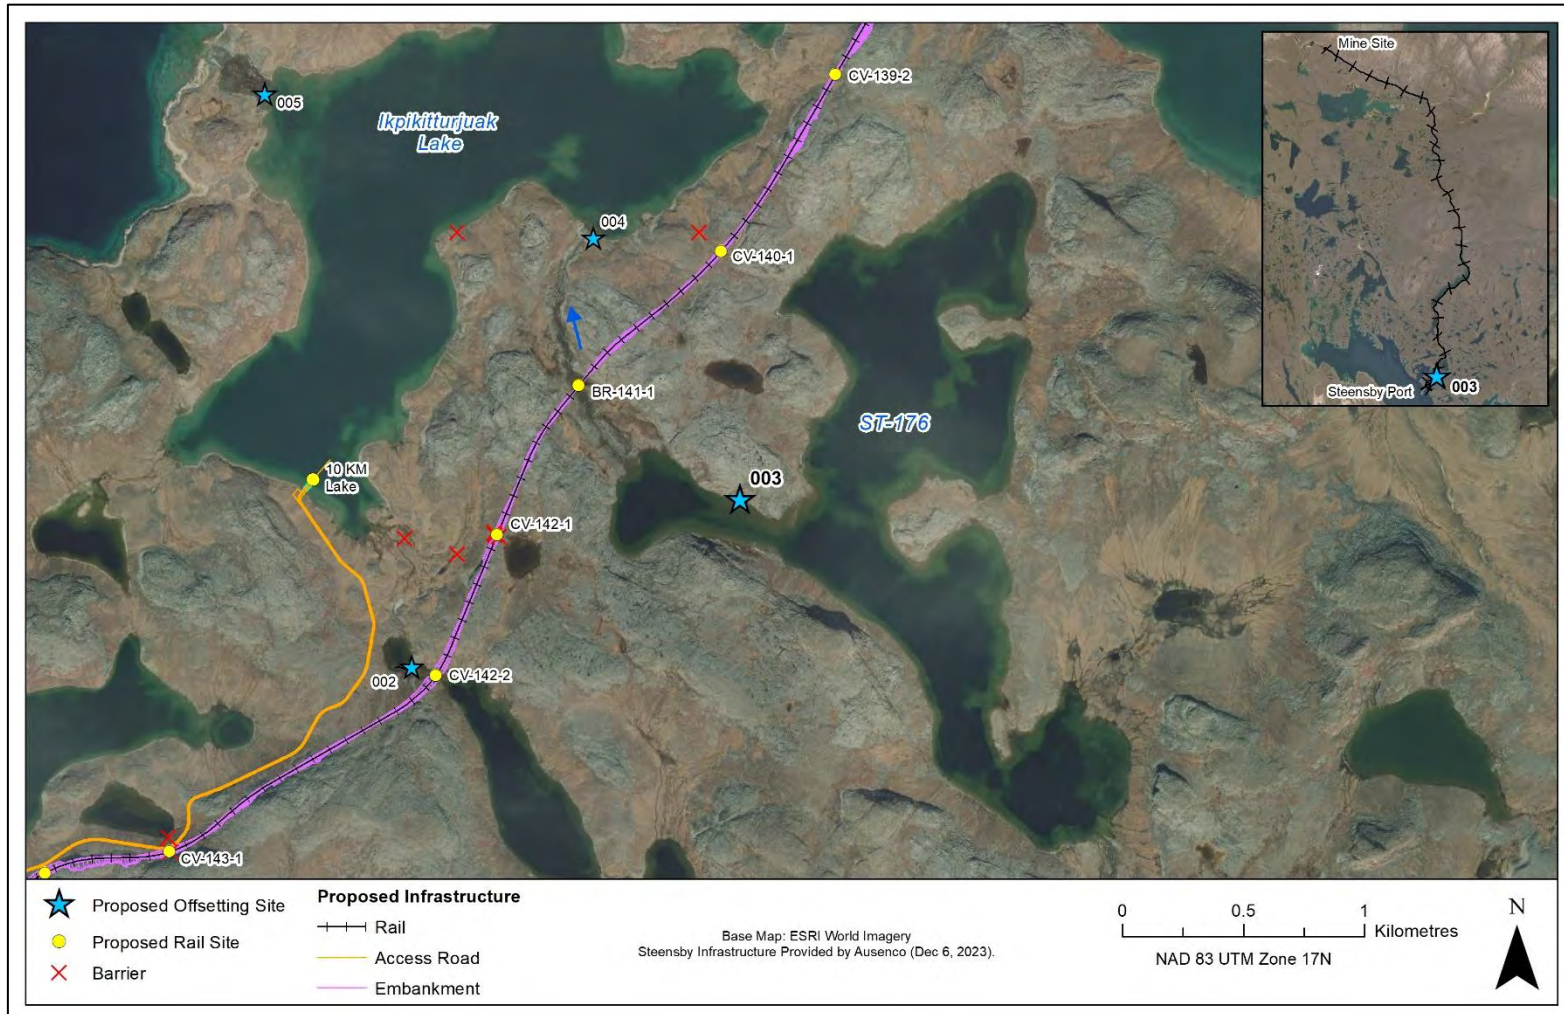 Mine Site
Steensby Port
003
CV-139-2
005
Ikpikitturjuak
Lake
004
CV-140-1
BR-141-1
ST-176
10 KM
Lake
003
CV-142-1
002
CV-142-2
CV-143-1
Proposed Offsetting Site
Proposed Rail Site
Barrier
Proposed Infrastructure
Rail
Access Road
Embankment
Base Map: ESRI World Imagery
Steensby Infrastructure Provided by Ausenco (Dec 6, 2023).
0 0.5 1
Kilometres
NAD 83 UTM Zone 17N
N